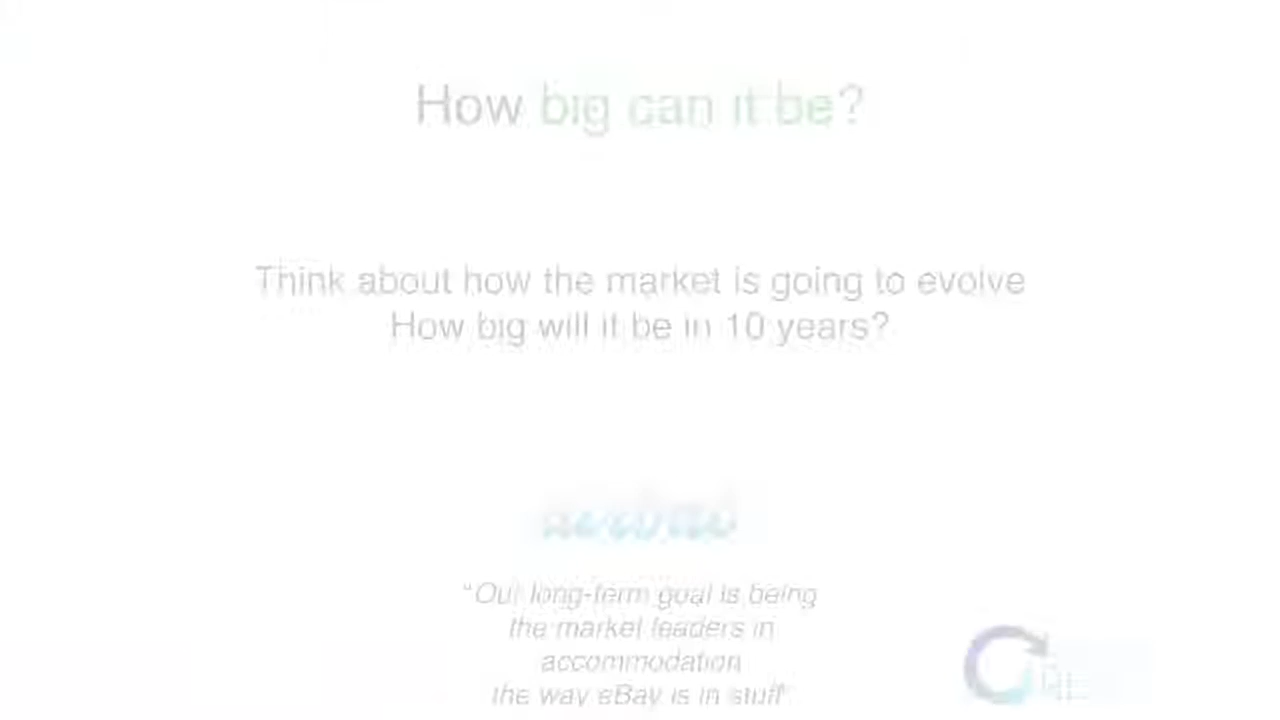 How big can it be?
Think about how the market is going to evolve
How big will it be in 10 years?
"Our long-term goal is being
the market leaders in
accommodation
the way eBay is in stuff"